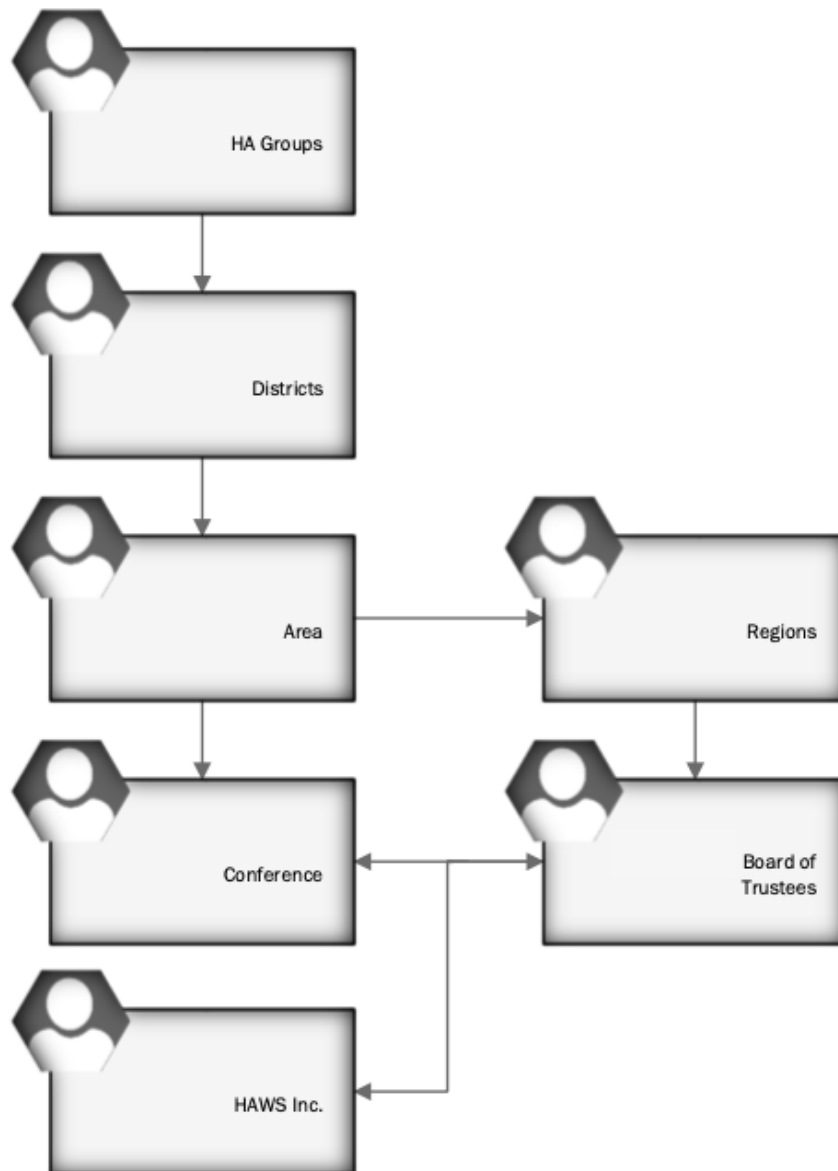 HA Groups
Districts
Area
Regions
Conference
Board of
Trustees
HAWS Inc.